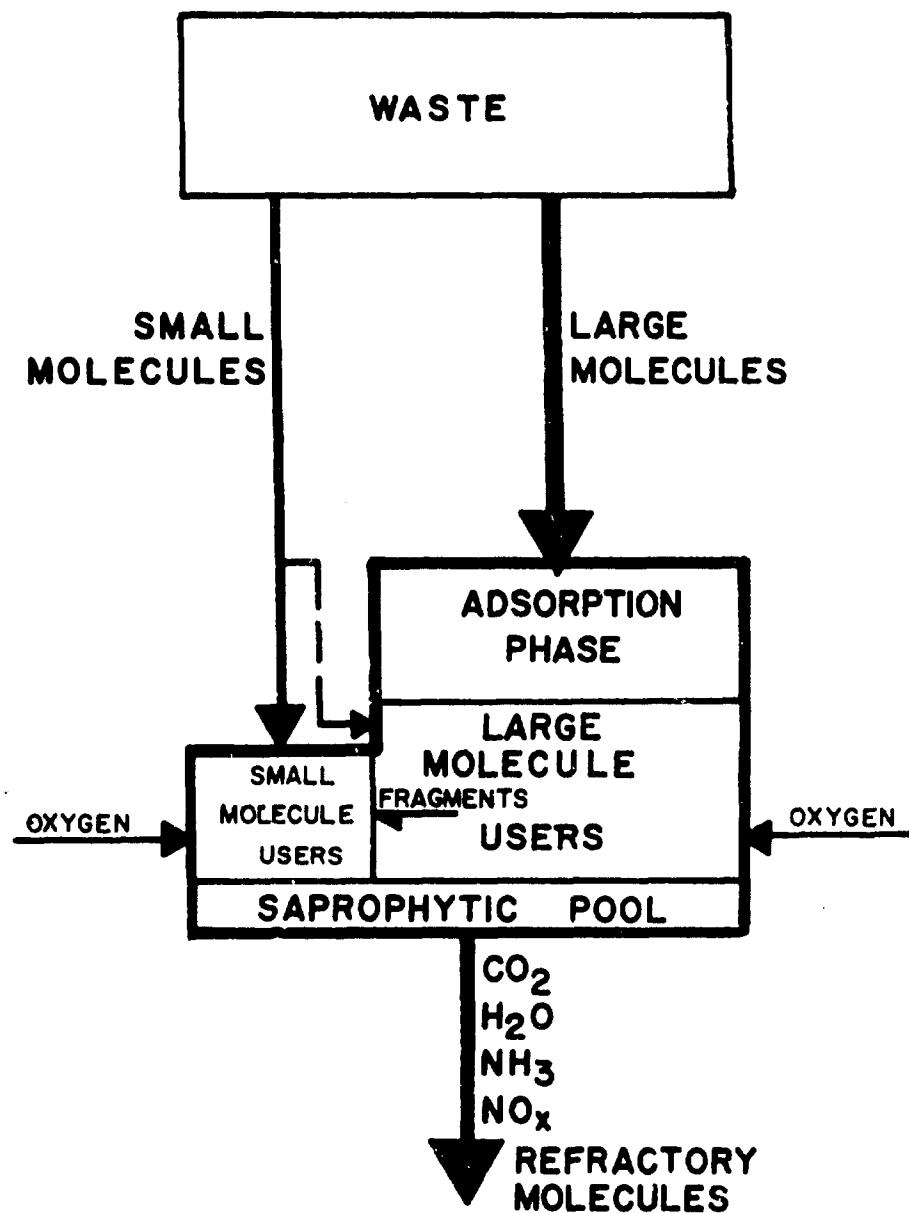 WASTE
SMALL
MOLECULES
LARGE
MOLECULES
ADSORPTION
PHASE
LARGE
MOLECULE
USERS
SMALL
MOLECULE
USERS
FRAGMENTS
OXYGEN
OXYGEN
SAPROPHYTIC POOL
CO2
H2O
NH3
NOx
REFRACTORY
MOLECULES